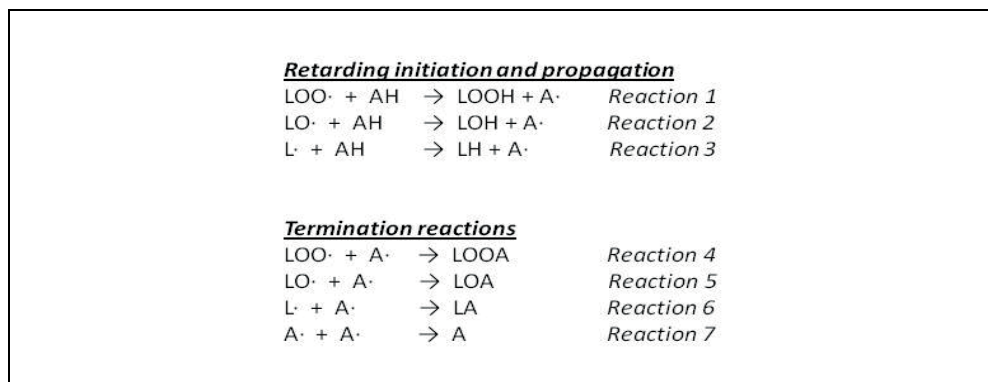 Retarding initiation and propagation
LOO· + AH → LOOH + A· Reaction 1
LO· + AH → LOH + A· Reaction 2
L· + AH → LH + A· Reaction 3
Termination reactions
LOO· + A· → LOOA Reaction 4
LO· + A· → LOA Reaction 5
L· + A· → LA Reaction 6
A· + A· → A Reaction 7